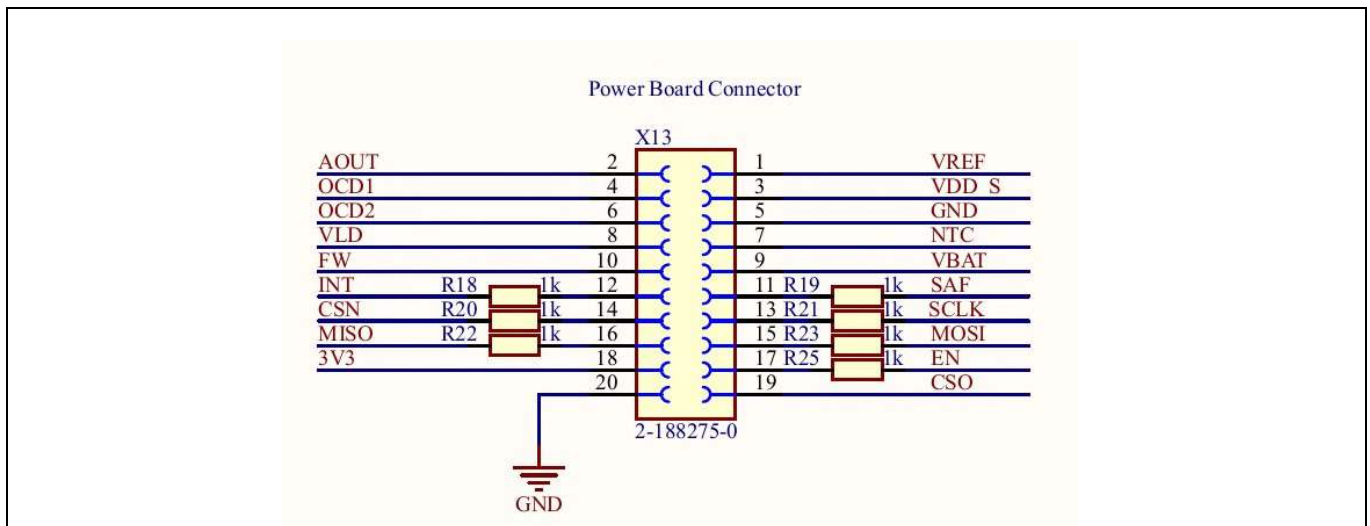 Power Board Connector
X13
AOUT 2 1 VREF
OCD1 4 3 VDD_S
OCD2 6 5 GND
VLD 8 7 NTC
FW 10 9 VBAT
INT R18 1k 12 11 R19 1k SAF
CSN R20 1k 14 13 R21 1k SCLK
MISO R22 1k 16 15 R23 1k MOSI
3V3 18 17 R25 1k EN
20 19 CSO
2-188275-0
GND